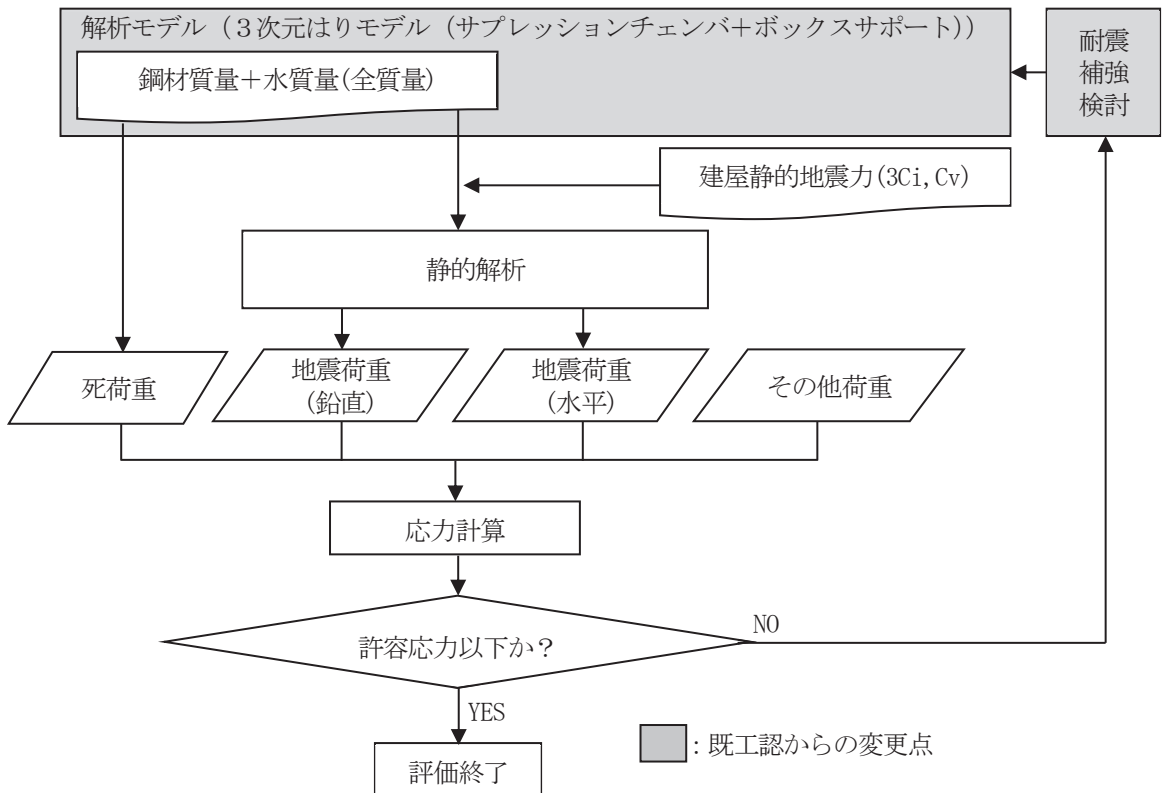 解析モデル（３次元はりモデル（サプレッションチェンバ＋ボックスサポート））
鋼材質量＋水質量(全質量)
耐震
補強
検討
建屋静的地震力(3Ci,Cv)
静的解析
死荷重
地震荷重
(鉛直)
地震荷重
(水平)
その他荷重
応力計算
許容応力以下か？
NO
YES
：既工認からの変更点
評価終了